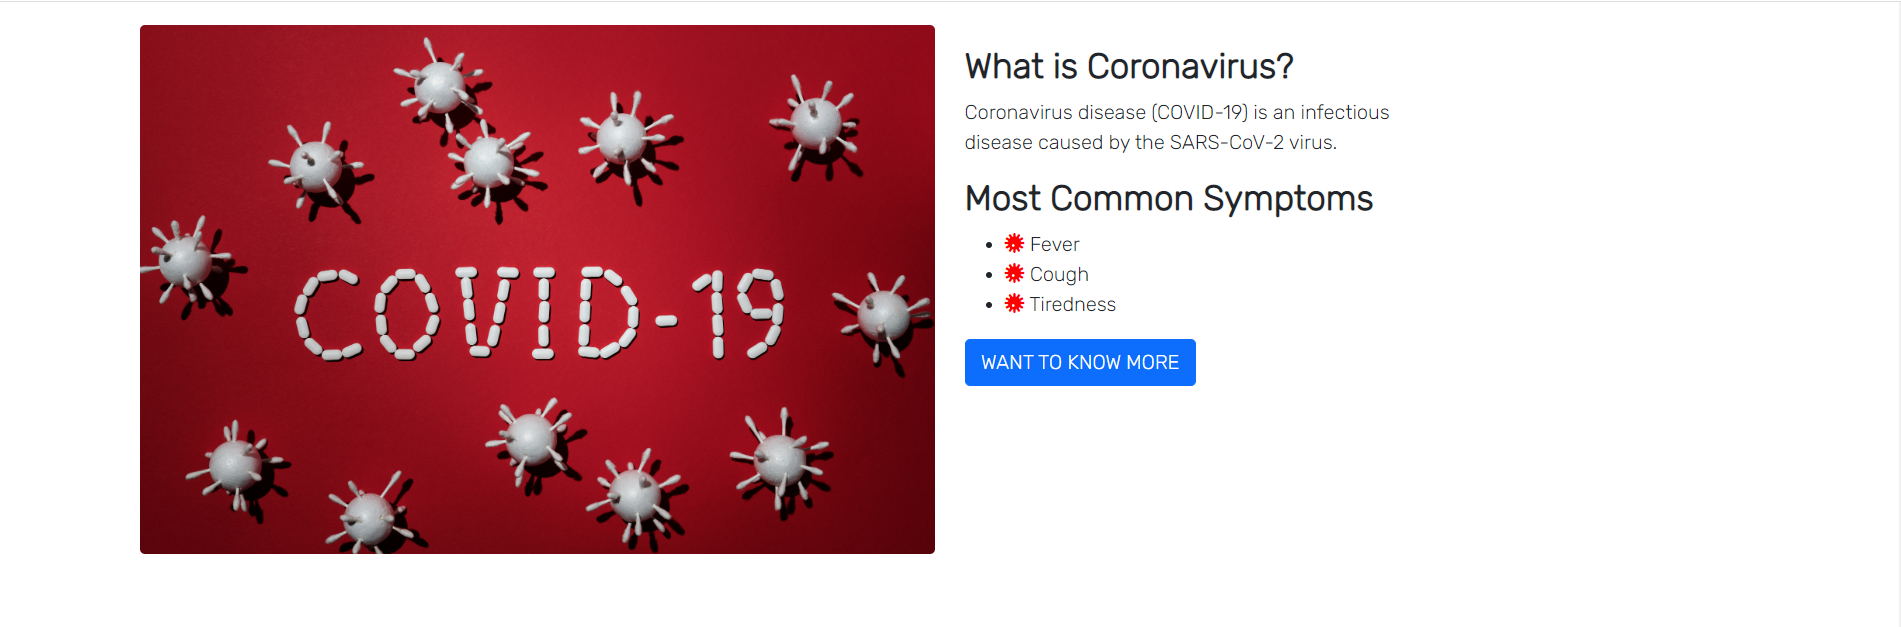 COVID-19
What is Coronavirus?
Coronavirus disease (COVID-19) is an infectious
disease caused by the SARS-CoV-2 virus.
Most Common Symptoms
Fever
Cough
Tiredness
WANT TO KNOW MORE